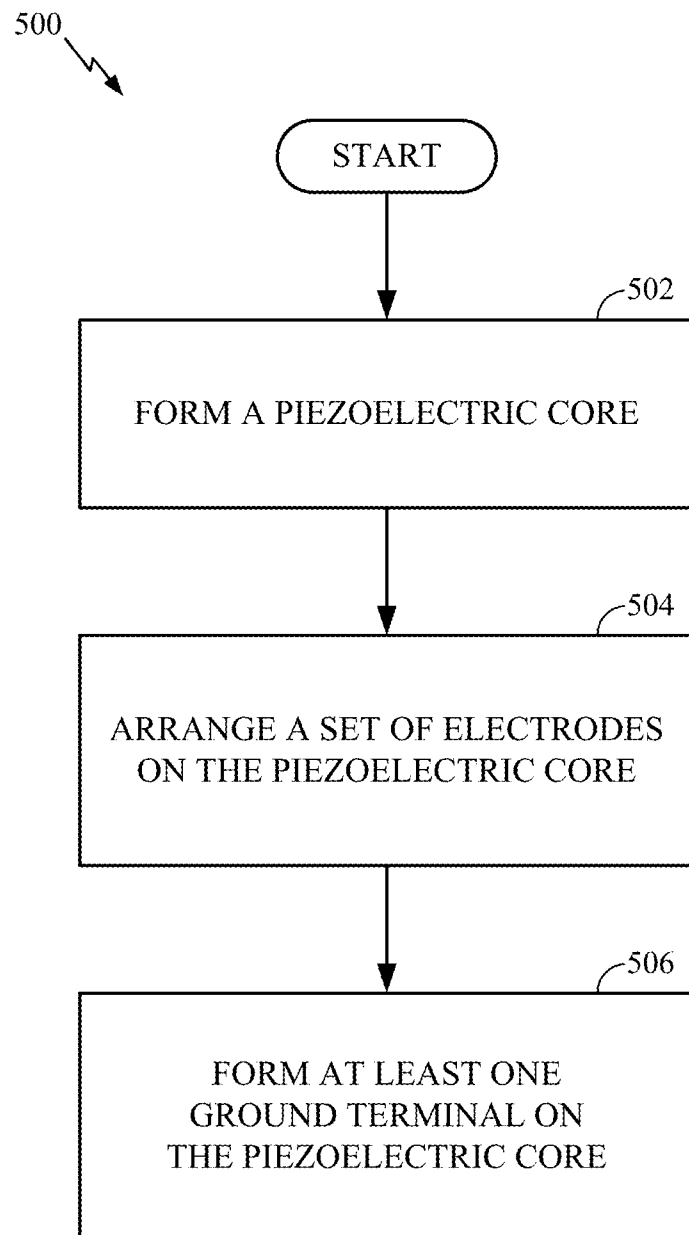 500
START
502
FORM A PIEZOELECTRIC CORE
504
ARRANGE A SET OF ELECTRODES
ON THE PIEZOELECTRIC CORE
506
FORM AT LEAST ONE
GROUND TERMINAL ON
THE PIEZOELECTRIC CORE